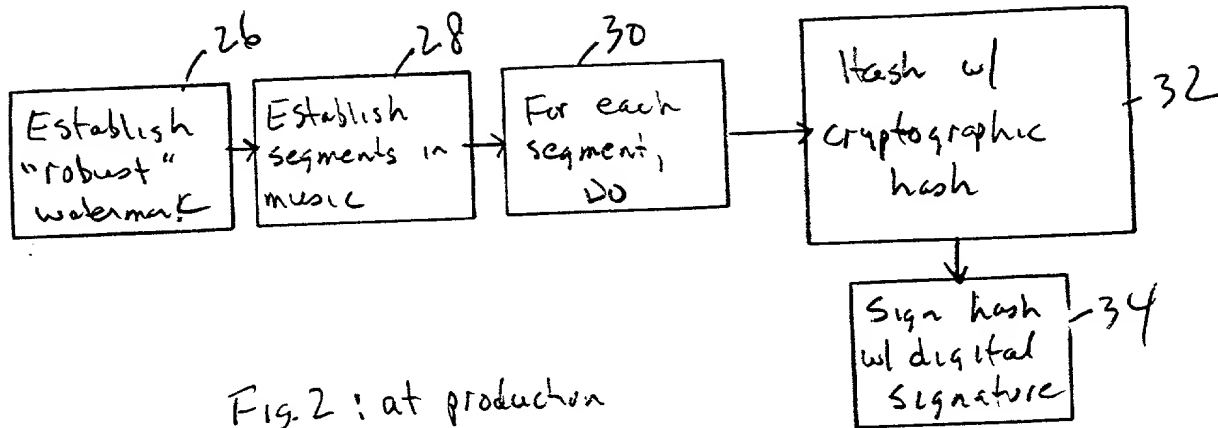 26
Establish
"robust"
watermark
28
Establish
segments in
music
30
For each
segment,
DO
Hash w/
cryptographic
hash
32
Sign hash
w/ digital
signature
34
Fig. 2 : at production